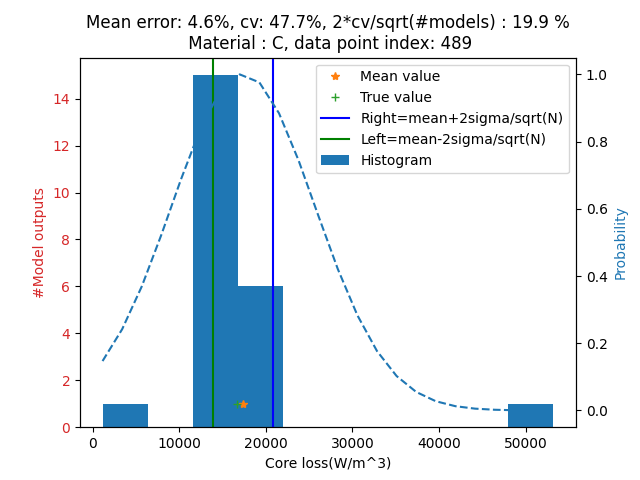 Mean error: 4.6%, cv: 47.7%, 2*cv/sqrt(#models) : 19.9 %
Material : C, data point index: 489
Mean value
True value
Right=mean+2sigma/sqrt(N)
Left=mean-2sigma/sqrt(N)
Histogram
#Model outputs
14
12
10
8
6
4
2
0
1.0
0.8
0.6
0.4
0.2
0.0
Probability
0 10000 20000 30000 40000 50000
Core loss(W/m^3)